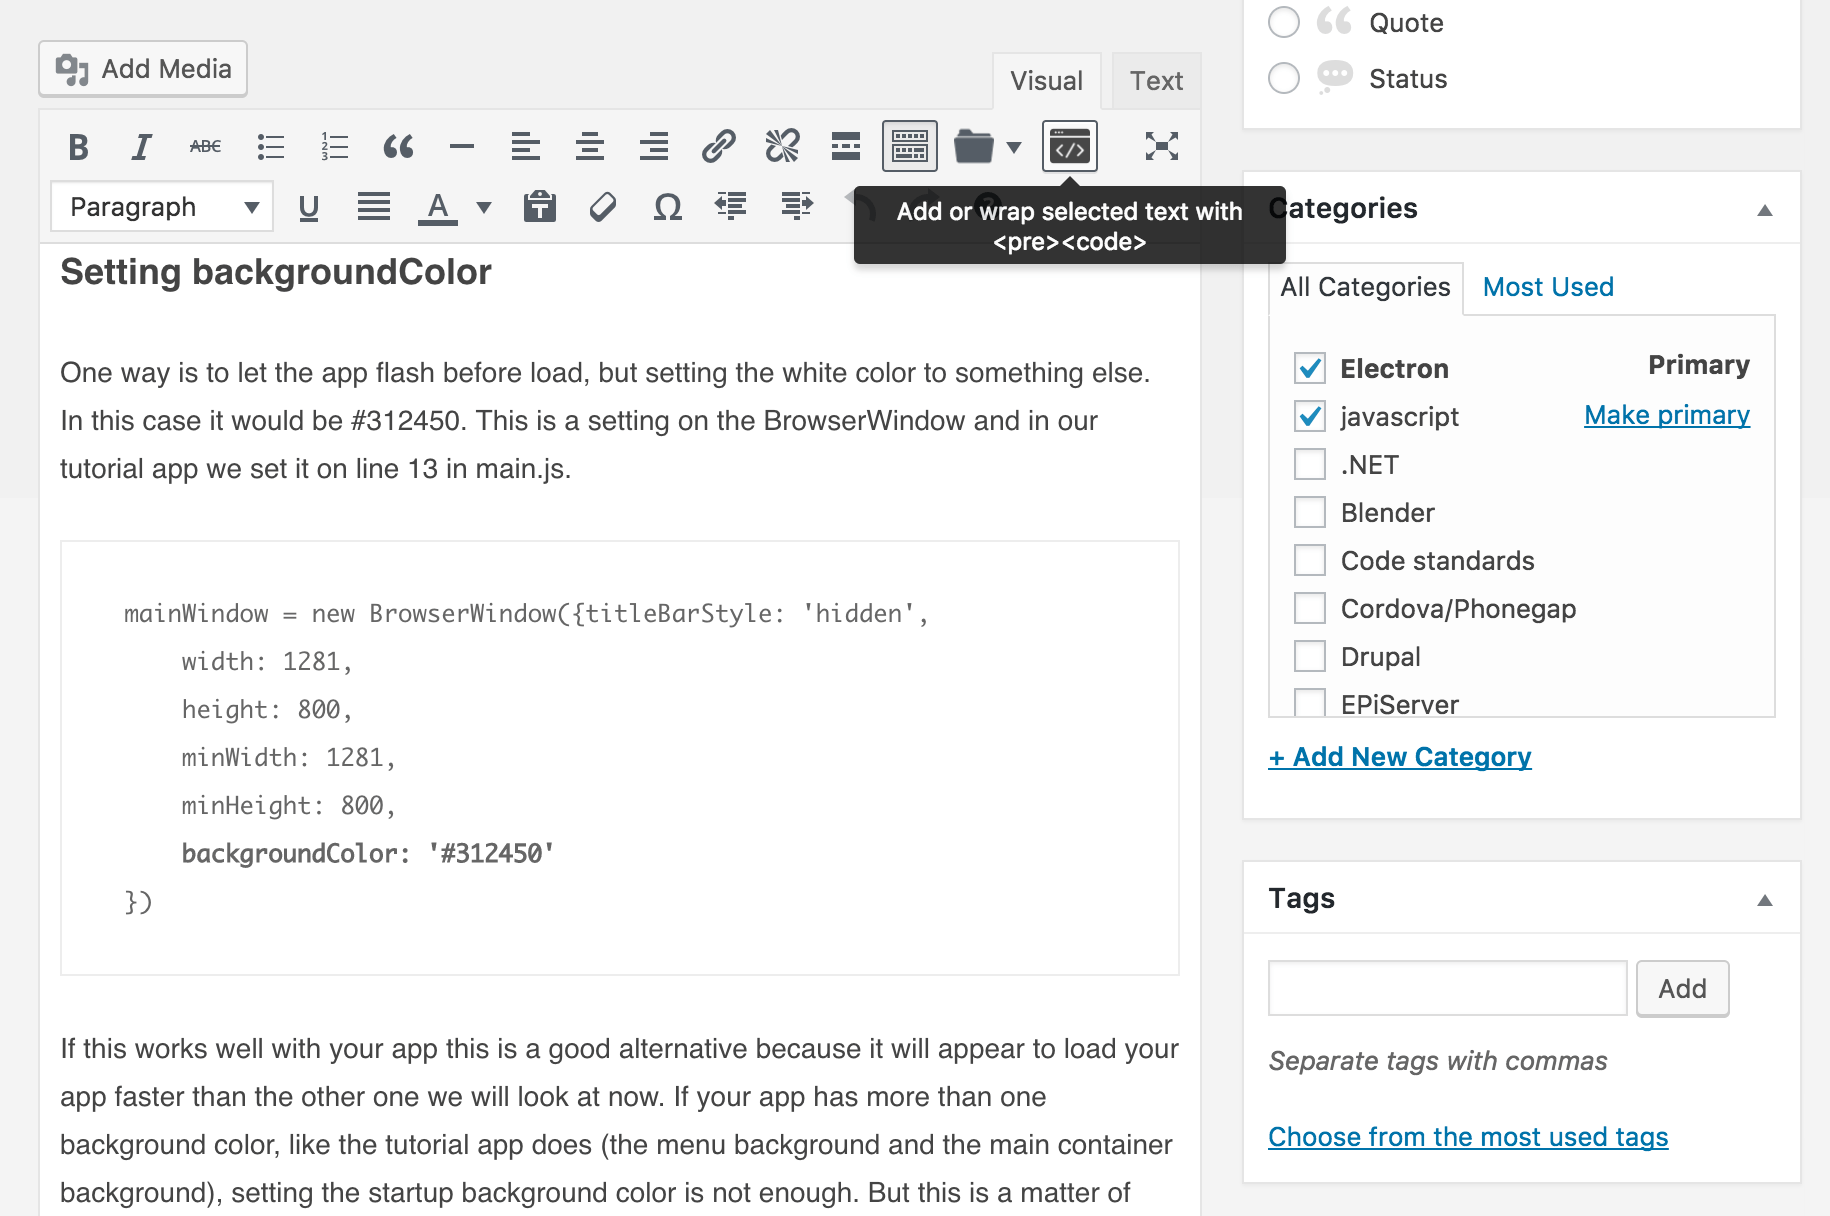 Add Media
Visual
Text
B
I
ABC
1
2
3
Paragraph
U
A
T
Ω
Add or wrap selected text with
<pre><code>
Setting backgroundColor
One way is to let the app flash before load, but setting the white color to something else.
In this case it would be #312450. This is a setting on the BrowserWindow and in our
tutorial app we set it on line 13 in main.js.
mainWindow = new BrowserWindow({titleBarStyle: 'hidden',
    width: 1281,
    height: 800,
    minWidth: 1281,
    minHeight: 800,
    backgroundColor: '#312450'
})
If this works well with your app this is a good alternative because it will appear to load your
app faster than the other one we will look at now. If your app has more than one
background color, like the tutorial app does (the menu background and the main container
background), setting the startup background color is not enough. But this is a matter of
Quote
Status
Categories
All Categories
Most Used
Electron
Primary
javascript
Make primary
.NET
Blender
Code standards
Cordova/Phonegap
Drupal
EPiServer
+ Add New Category
Tags
Add
Separate tags with commas
Choose from the most used tags